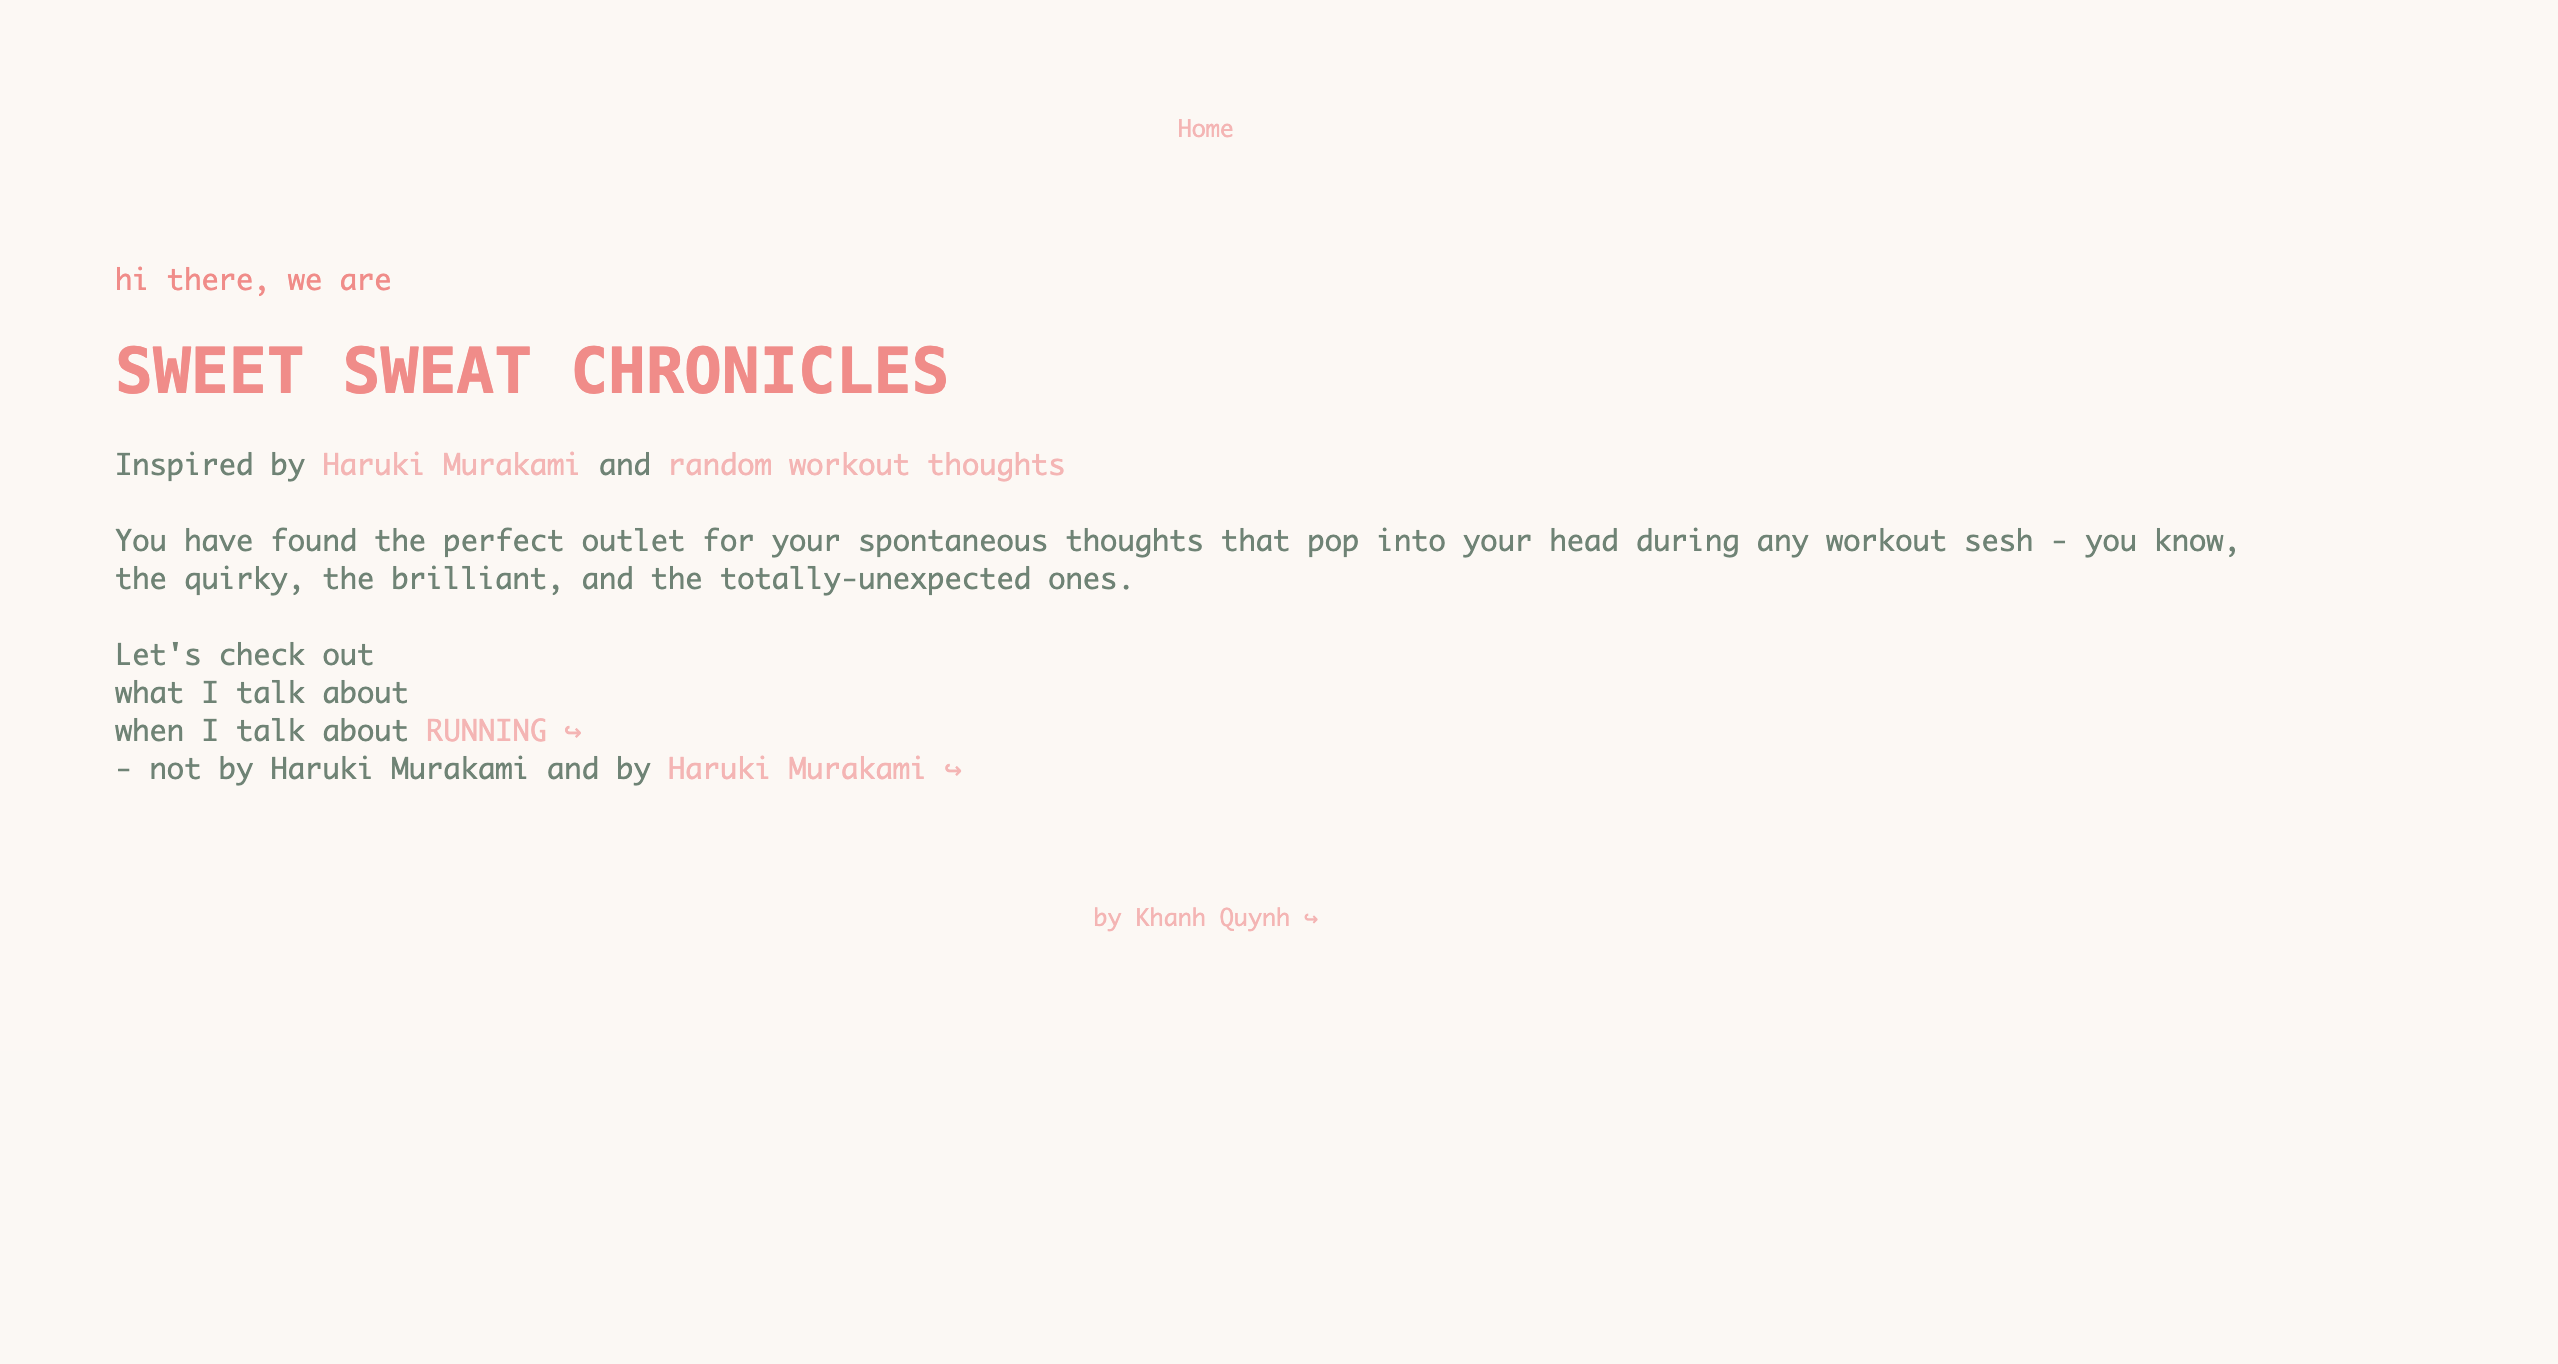 Home
hi there, we are
SWEET SWEAT CHRONICLES
Inspired by Haruki Murakami and random workout thoughts
You have found the perfect outlet for your spontaneous thoughts that pop into your head during any workout sesh - you know,
the quirky, the brilliant, and the totally-unexpected ones.
Let's check out
what I talk about
when I talk about RUNNING ↪
- not by Haruki Murakami and by Haruki Murakami ↪
by Khanh Quynh ↪